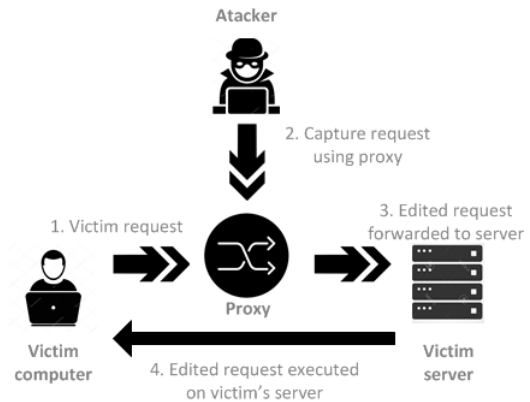 Atacker
2. Capture request
using proxy
1. Victim request
3. Edited request
forwarded to server
Proxy
Victim
computer
Victim
server
4. Edited request executed
on victim's server